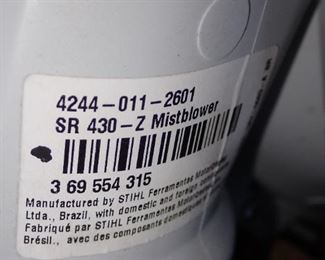 4244-011-2601
SR 430-Z Mistblower
3 69 554 315
Manufactured by STIHL Ferramentas
Ltda., Brazil, with domestic and foreign
Fabriqué par STIHL Ferramentas
Brésil., avec des composants domestiques